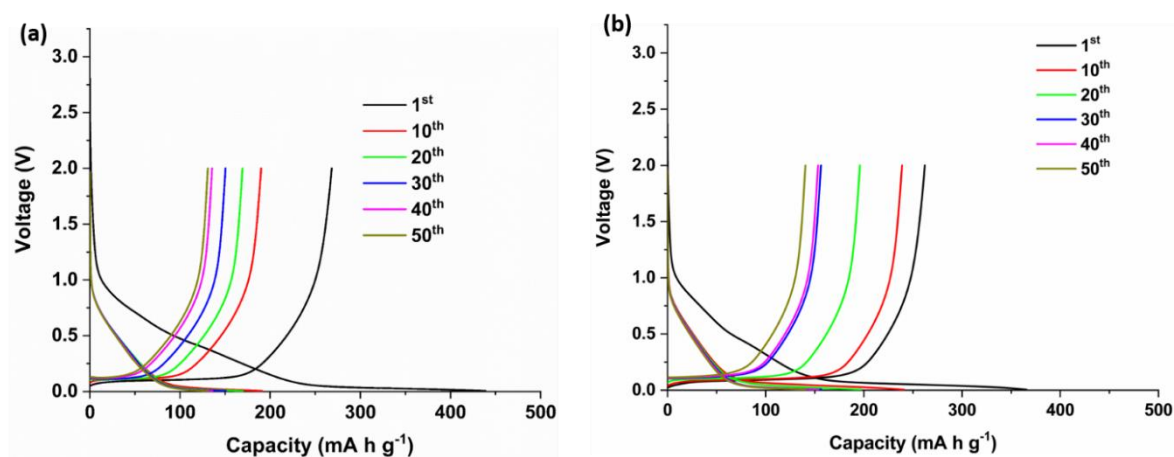 (a)
3.0
2.5
2.0
1.5
1.0
0.5
0.0
Voltage (V)
1st
10th
20th
30th
40th
50th
0 100 200 300 400 500
Capacity (mA h g-1)
(b)
3.0
2.5
2.0
1.5
1.0
0.5
0.0
Voltage (V)
1st
10th
20th
30th
40th
50th
0 100 200 300 400 500
Capacity (mA h g-1)